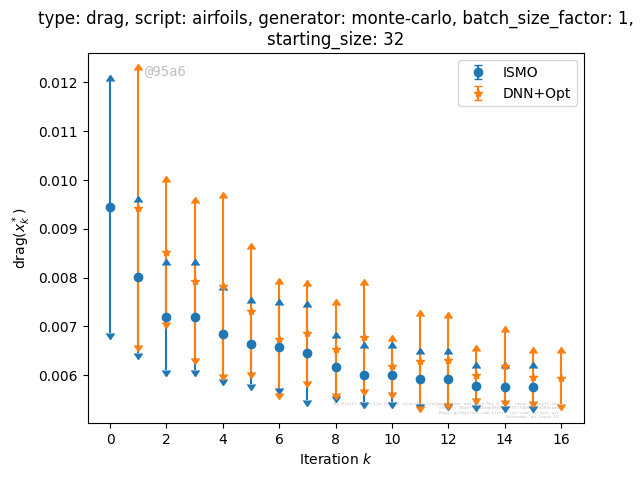 type: drag, script: airfoils, generator: monte-carlo, batch_size_factor: 1,
starting_size: 32
@95a6
ISMO
DNN+Opt
0.012
0.011
0.010
0.009
0.008
0.007
0.006
drag(x*k)
0 2 4 6 8 10 12 14 16
Iteration k